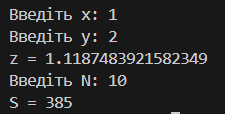 Введіть x: 1
Введіть y: 2
z = 1.1187483921582349
Введіть N: 10
S = 385